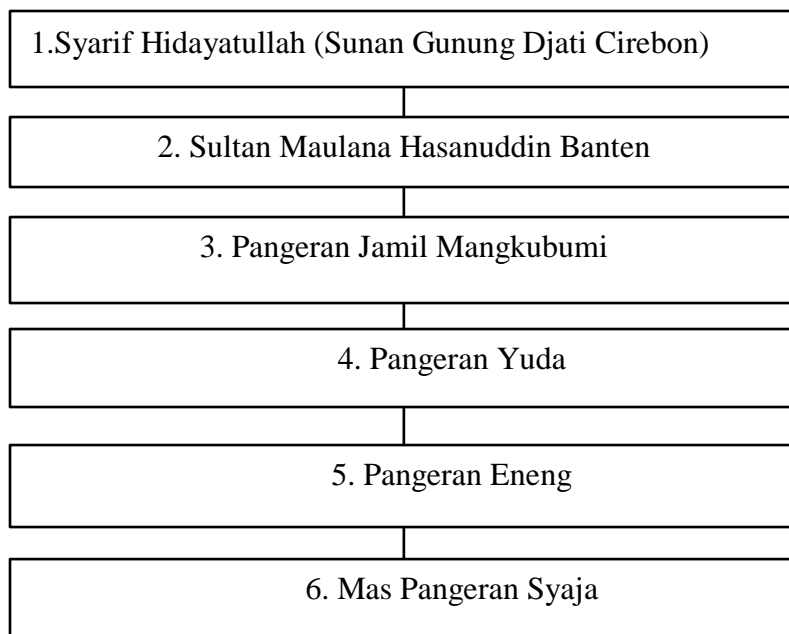 1.Syarif Hidayatullah (Sunan Gunung Djati Cirebon)
2. Sultan Maulana Hasanuddin Banten
3. Pangeran Jamil Mangkubumi
4. Pangeran Yuda
5. Pangeran Eneng
6. Mas Pangeran Syaja